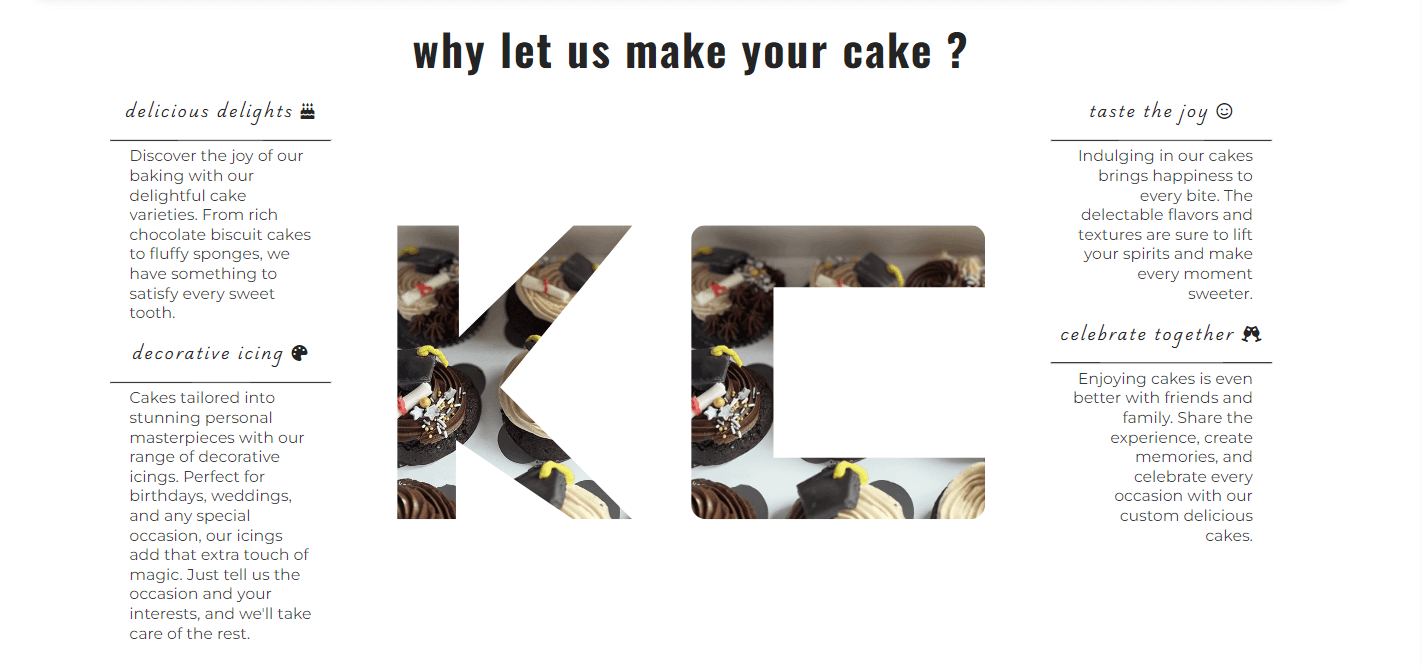 why let us make your cake ?
delicious delights
Discover the joy of our
baking with our
delightful cake
varieties. From rich
chocolate biscuit cakes
to fluffy sponges, we
have something to
satisfy every sweet
tooth.
decorative icing
Cakes tailored into
stunning personal
masterpieces with our
range of decorative
icings. Perfect for
birthdays, weddings,
and any special
occasion, our icings
add that extra touch of
magic. Just tell us the
occasion and your
interests, and we'll take
care of the rest.
KC
taste the joy
Indulging in our cakes
brings happiness to
every bite. The
delectable flavors and
textures are sure to lift
your spirits and make
every moment
sweeter.
celebrate together
Enjoying cakes is even
better with friends and
family. Share the
experience, create
memories, and
celebrate every
occasion with our
custom delicious
cakes.